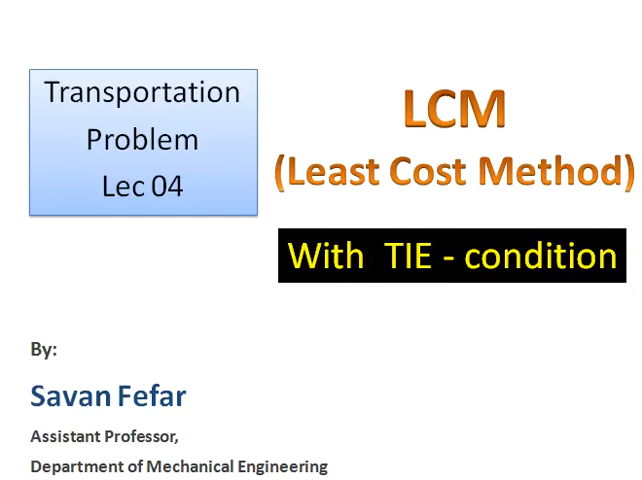 Transportation
Problem
Lec 04
LCM
(Least Cost Method)
With TIE - condition
By:
Savan Fefar
Assistant Professor,
Department of Mechanical Engineering